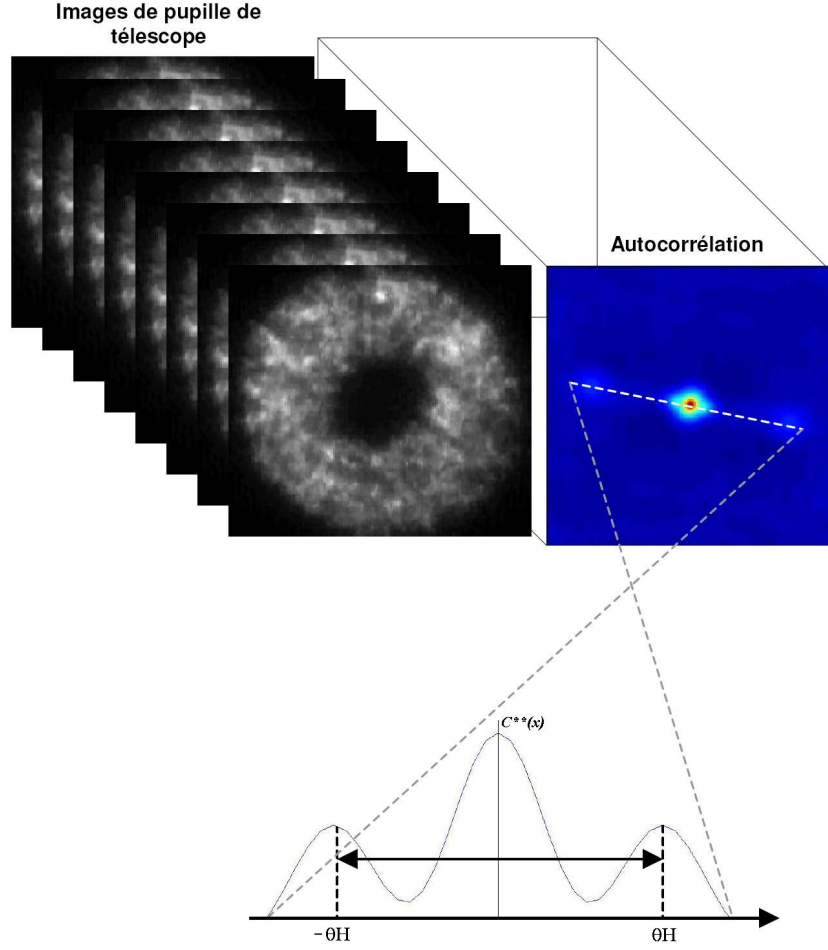 Images de pupille de
télescope
Autocorrélation
C**(x)
-θH
θH